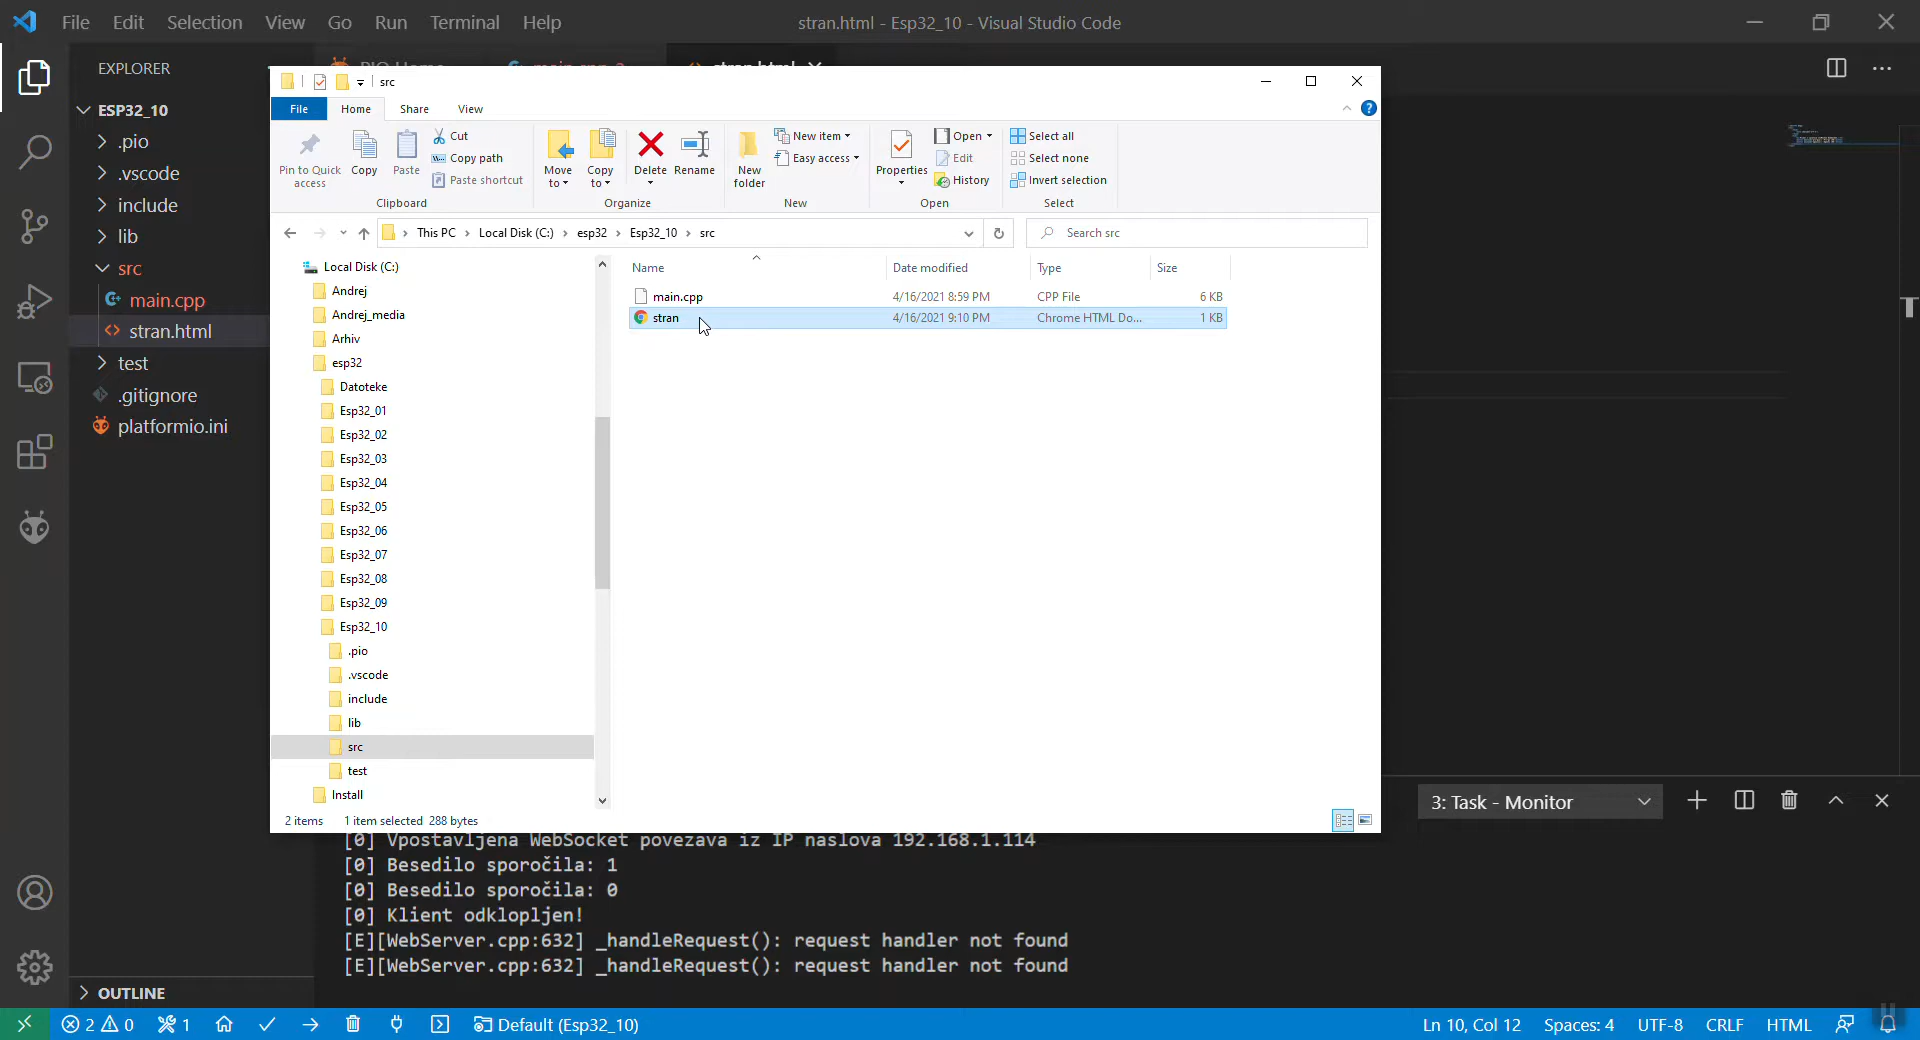 File Edit Selection View Go Run Terminal Help
stran.html - Esp32_10 - Visual Studio Code
EXPLORER
stran.html
ESP32_10
.pio
.vscode
include
lib
src
main.cpp
stran.html
test
.gitignore
platformio.ini
OUTLINE
src
File Home Share View
Pin to Quick access
Copy
Paste
Cut
Copy path
Paste shortcut
Clipboard
Move to
Copy to
Delete
Rename
Organize
New folder
New item
Easy access
New
Properties
Open
Edit
History
Open
Select all
Select none
Invert selection
Select
This PC Local Disk (C:) esp32 Esp32_10 src
Search src
Local Disk (C:)
Andrej
Andrej_media
Arhiv
esp32
Datoteke
Esp32_01
Esp32_02
Esp32_03
Esp32_04
Esp32_05
Esp32_06
Esp32_07
Esp32_08
Esp32_09
Esp32_10
.pio
.vscode
include
lib
src
test
Install
Name Date modified Type Size
main.cpp 4/16/2021 8:59 PM CPP File 6 KB
stran 4/16/2021 9:10 PM Chrome HTML Do... 1 KB
2 items 1 item selected 288 bytes
3: Task - Monitor
[0] Vpostavljena WebSocket povezava iz IP naslova 192.168.1.114
[0] Besedilo sporočila: 1
[0] Besedilo sporočila: 0
[0] Klient odklopljen!
[E][WebServer.cpp:632] _handleRequest(): request handler not found
[E][WebServer.cpp:632] _handleRequest(): request handler not found
2 0 1 Default (Esp32_10)
Ln 10, Col 12 Spaces: 4 UTF-8 CRLF HTML